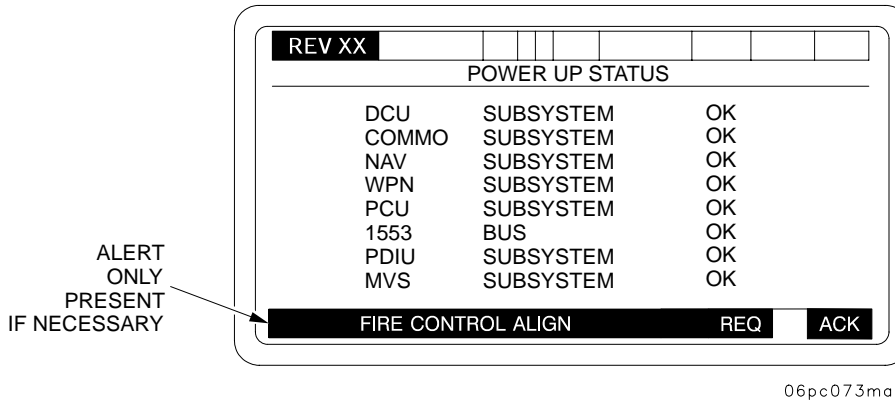 REV XX
POWER UP STATUS
DCU SUBSYSTEM OK
COMMO SUBSYSTEM OK
NAV SUBSYSTEM OK
WPN SUBSYSTEM OK
PCU SUBSYSTEM OK
1553 BUS OK
PDIU SUBSYSTEM OK
MVS SUBSYSTEM OK
ALERT
ONLY
PRESENT
IF NECESSARY
FIRE CONTROL ALIGN REQ ACK
06pc073ma